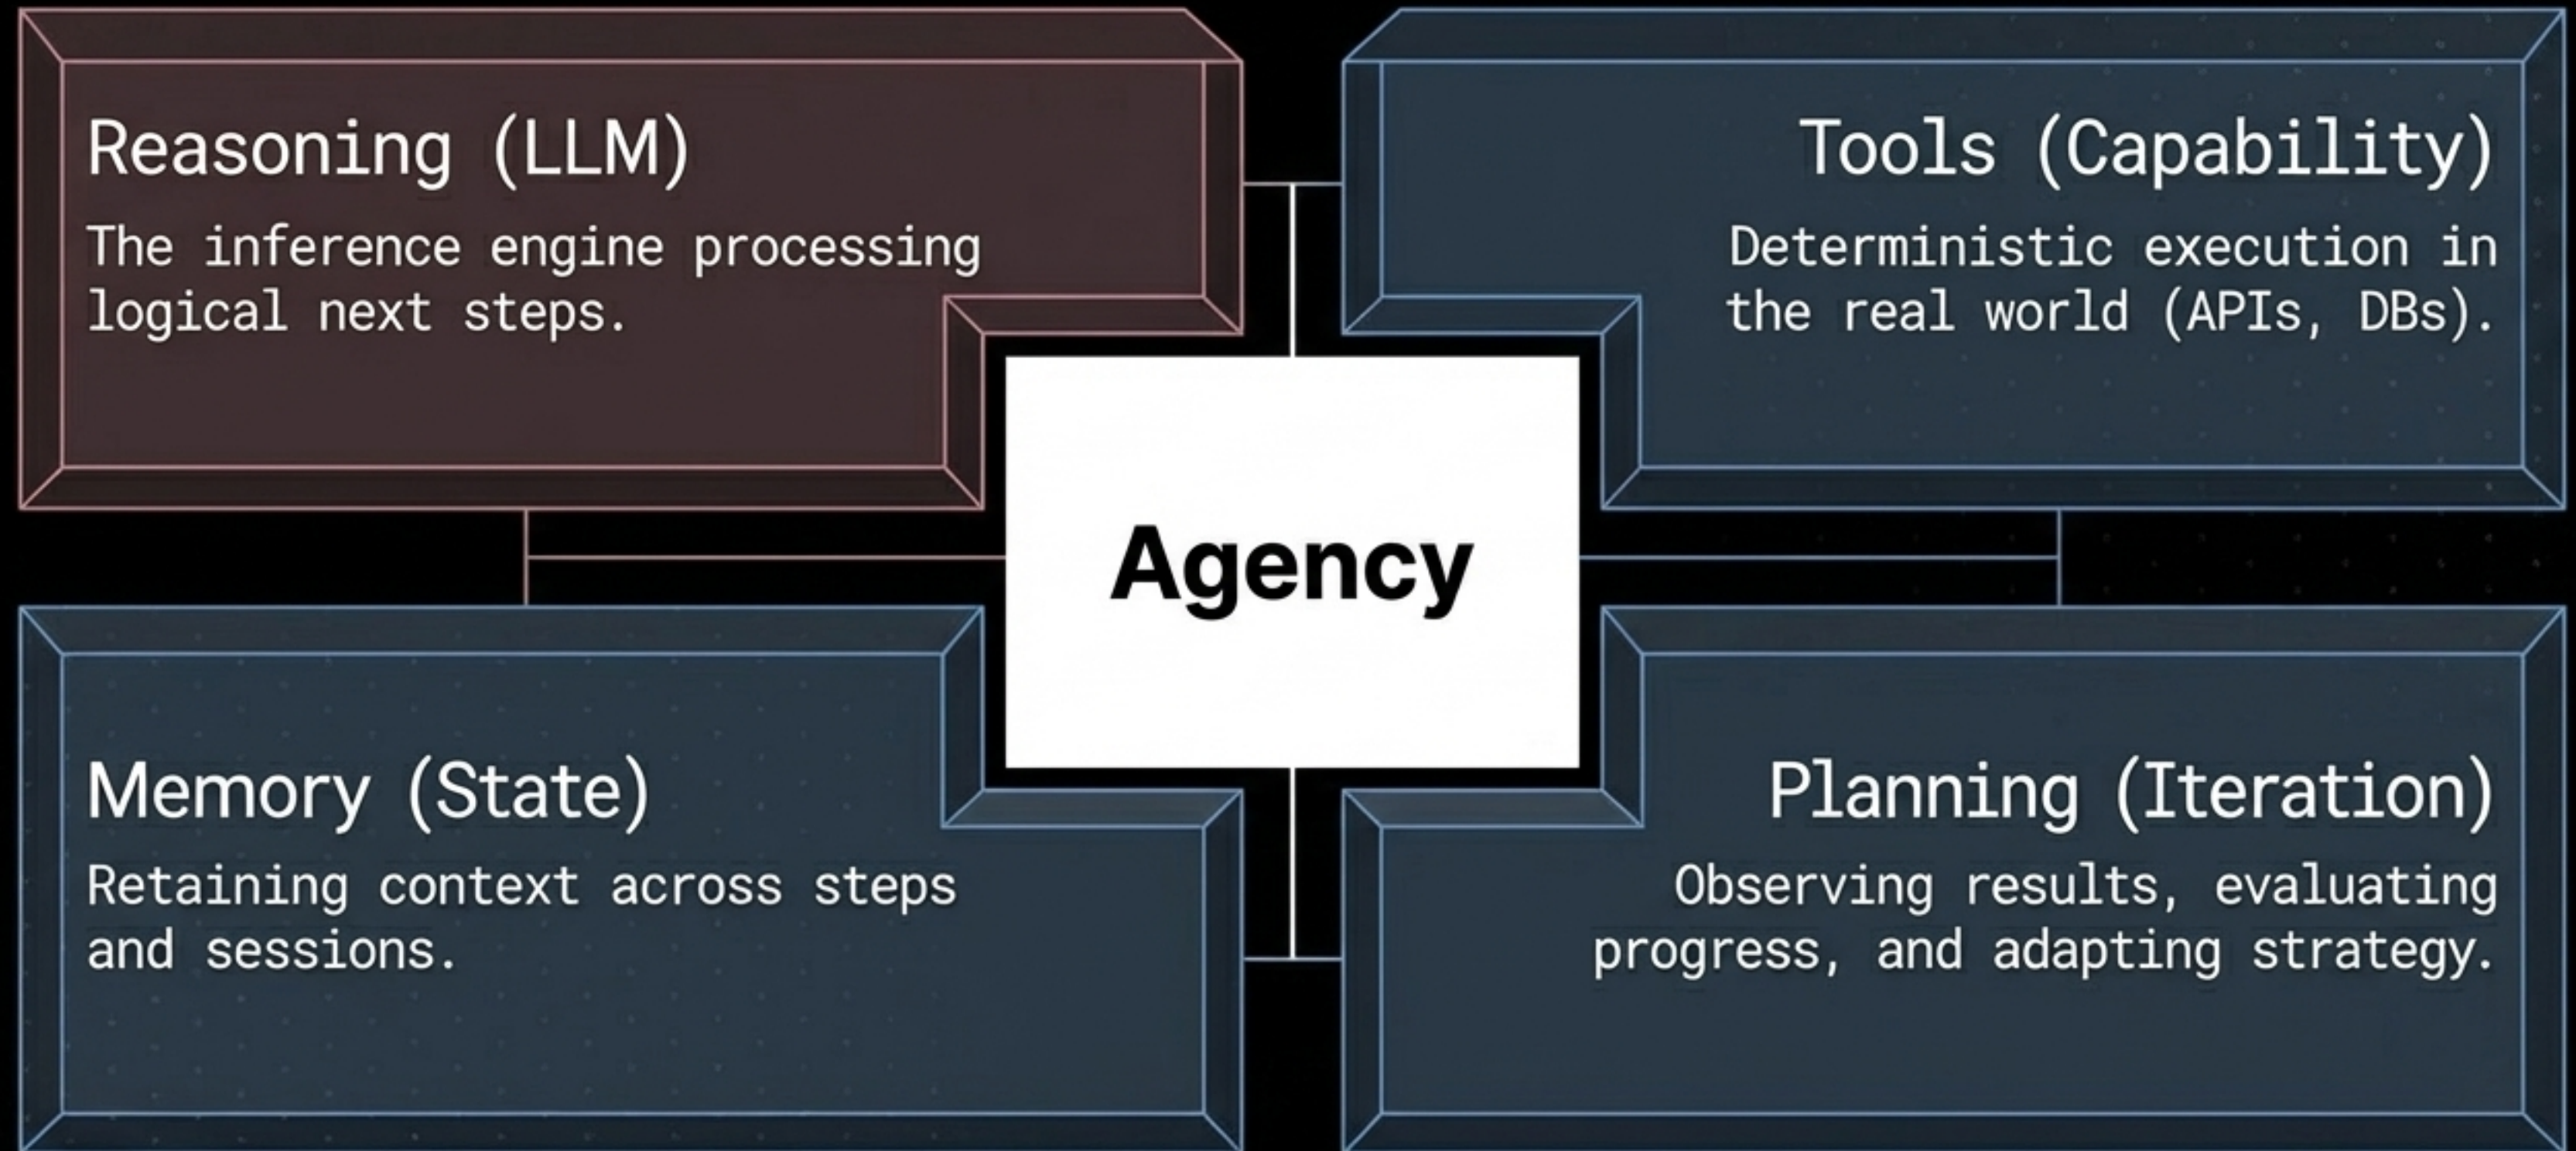 Reasoning (LLM)
The inference engine processing
logical next steps.
Tools (Capability)
Deterministic execution in
the real world (APIs, DBs).
Agency
Memory (State)
Retaining context across steps
and sessions.
Planning (Iteration)
Observing results, evaluating
progress, and adapting strategy.